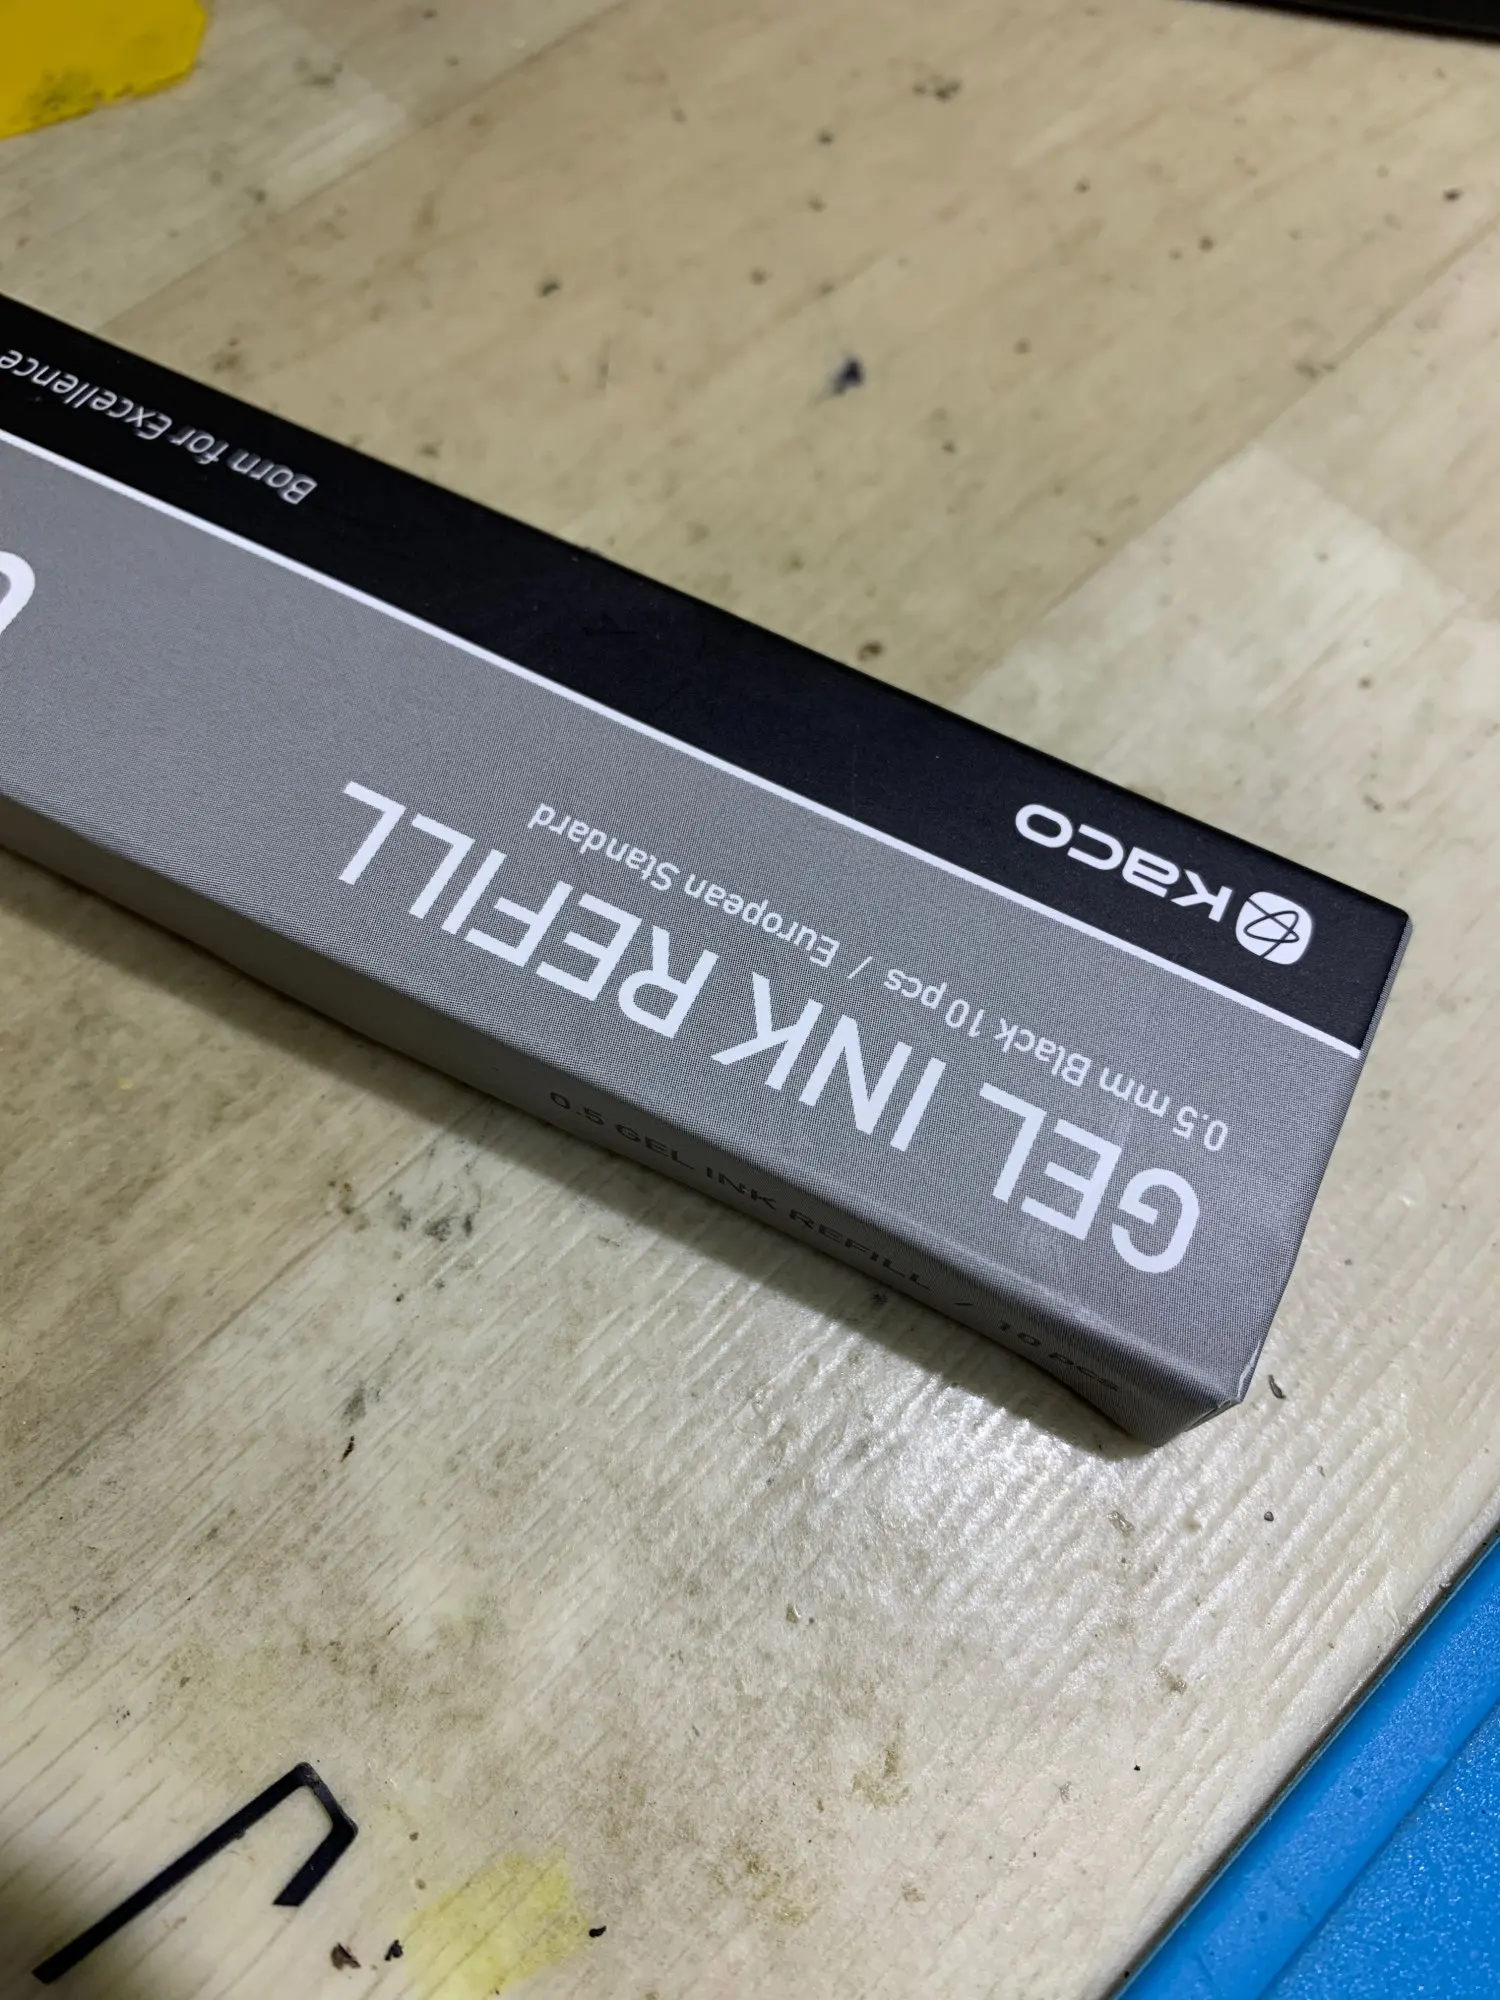 Kaco
Born for Excellence
0.5 mm Black 10 pcs / European Standard
GEL INK REFILL
0.5 GEL INK REFILL / 10 pcs